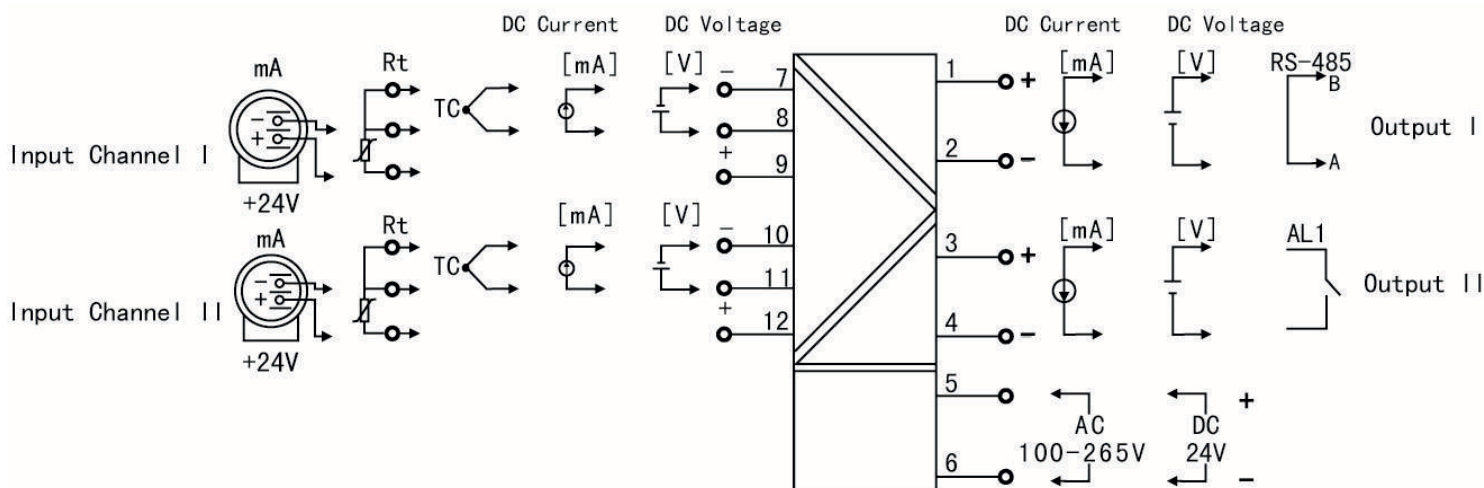 DC Current DC Voltage DC Current DC Voltage
mA Rt [mA] [V] − 7 1 + [mA] [V] RS-485
B
TC 8
− +
Input Channel I + 9 2 − A Output I
+24V
mA Rt [mA] [V] − 10 3 + [mA] [V] AL1
TC 11
− +
Input Channel II + 12 4 − Output II
+24V
5 +
AC DC
100-265V 24V
6 −